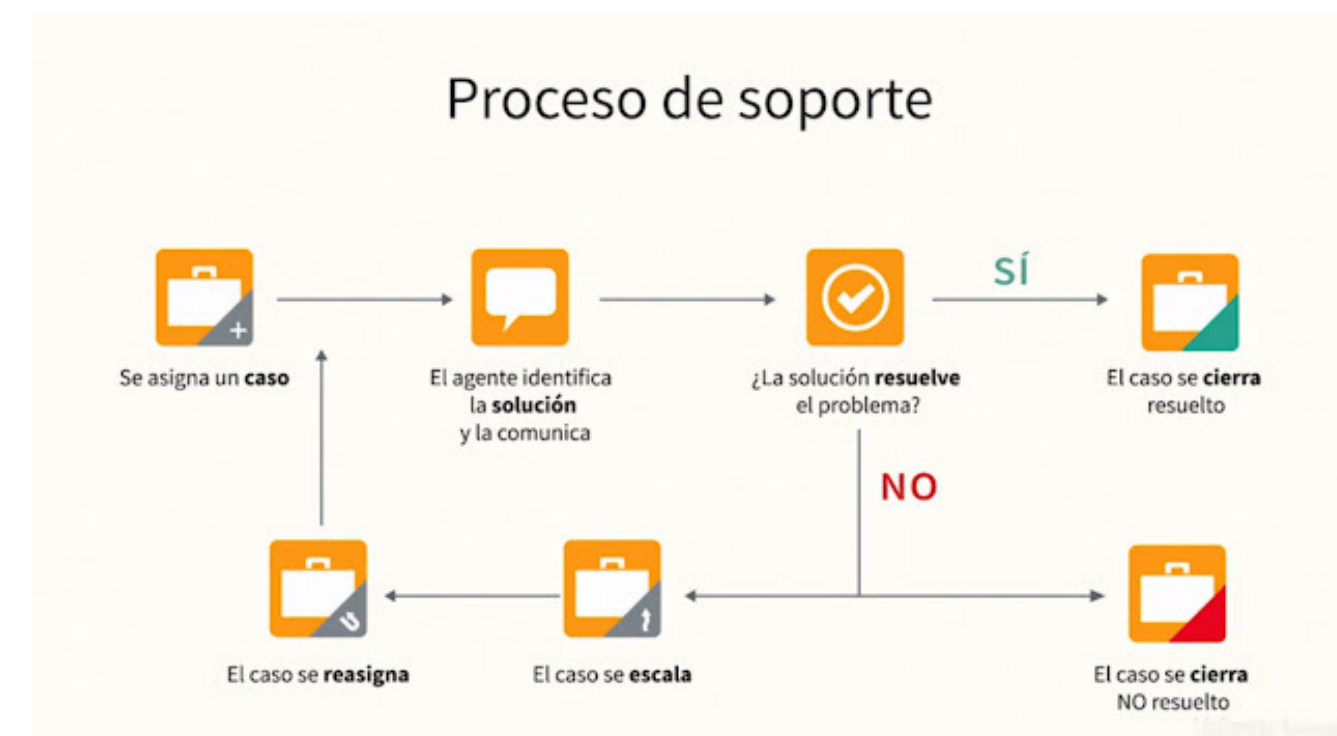 Proceso de soporte
SÍ
Se asigna un caso
El agente identifica
la solución
y la comunica
¿La solución resuelve
el problema?
El caso se cierra
resuelto
NO
El caso se reasigna
El caso se escala
El caso se cierra
NO resuelto